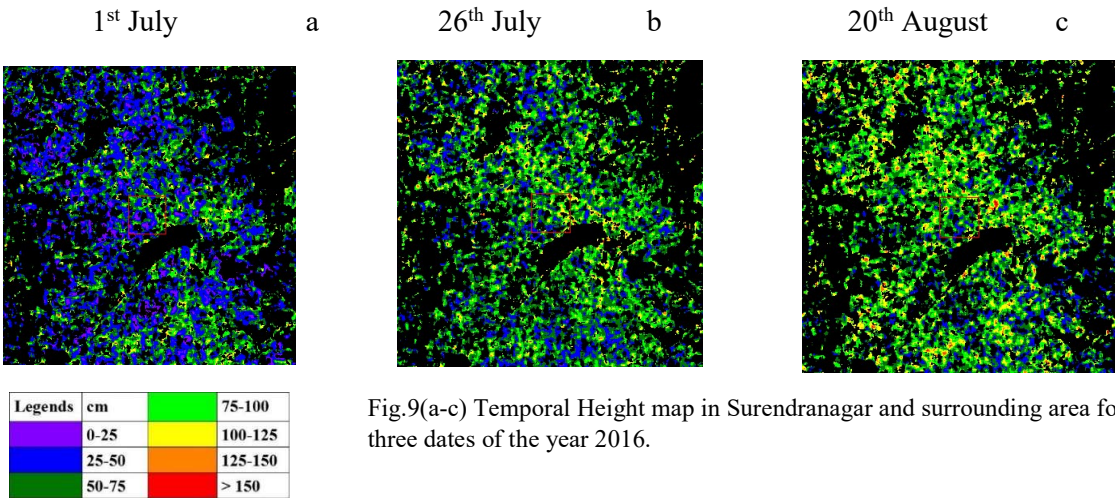 1st July a 26th July b 20th August c
Legends cm 75-100
0-25 100-125
25-50 125-150
50-75 > 150
Fig.9(a-c) Temporal Height map in Surendranagar and surrounding area fo
three dates of the year 2016.